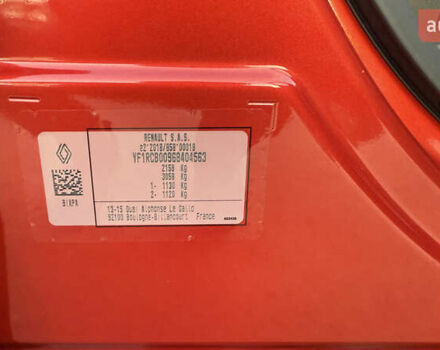 RENAULT S.A.S.
e2*2018/858*00018
VF1RCB00968404563
2158 Kg
3058 Kg
1- 1130 Kg
2- 1120 Kg
BIXPA
13-15 Quai Alphonse Le Gallo
92100 Boulogne-Billancourt France